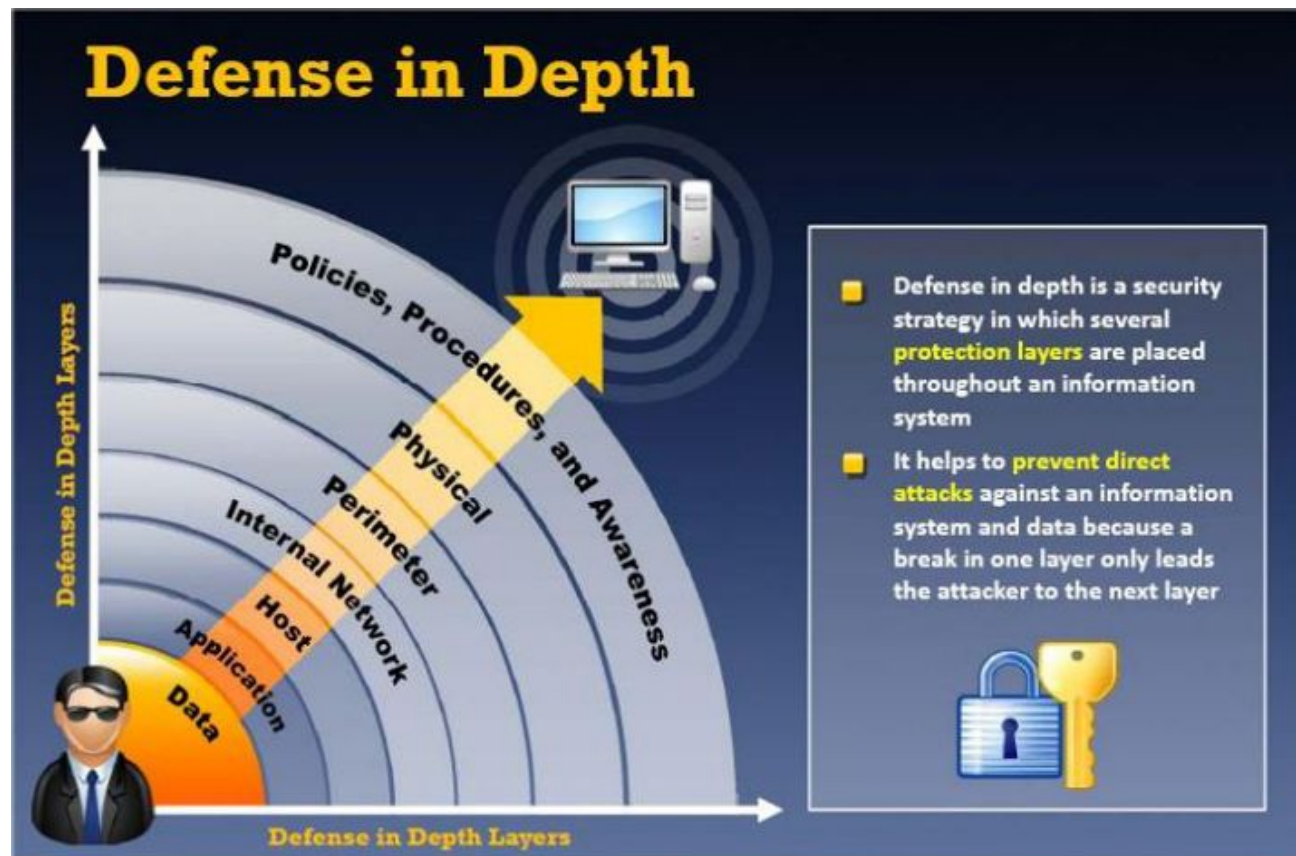 Defense in Depth
Defense in Depth Layers
Policies, Procedures, and Awareness
Physical
Perimeter
Internal Network
Host
Application
Data
Defense in Depth Layers
Defense in depth is a security
strategy in which several
protection layers are placed
throughout an information
system
It helps to prevent direct
attacks against an information
system and data because a
break in one layer only leads
the attacker to the next layer